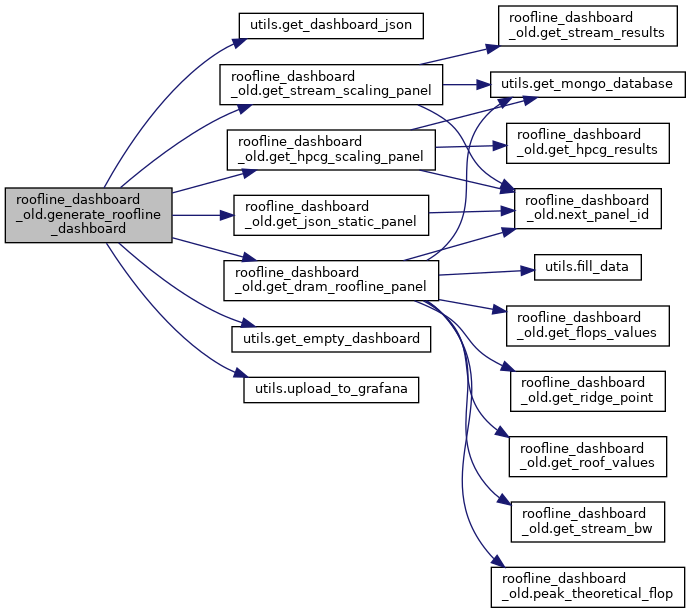 roofline_dashboard
_old.generate_roofline
_dashboard
utils.get_dashboard_json
roofline_dashboard
_old.get_stream_scaling_panel
roofline_dashboard
_old.get_hpcg_scaling_panel
roofline_dashboard
_old.get_json_static_panel
roofline_dashboard
_old.get_dram_roofline_panel
utils.get_empty_dashboard
utils.upload_to_grafana
roofline_dashboard
_old.get_stream_results
utils.get_mongo_database
roofline_dashboard
_old.get_hpcg_results
roofline_dashboard
_old.next_panel_id
utils.fill_data
roofline_dashboard
_old.get_flops_values
roofline_dashboard
_old.get_ridge_point
roofline_dashboard
_old.get_roof_values
roofline_dashboard
_old.get_stream_bw
roofline_dashboard
_old.peak_theoretical_flop